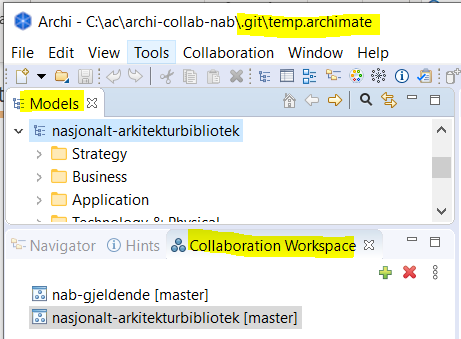 Archi - C:\ac\archi-collab-nab\.git\temp.archimate
File Edit View Tools Collaboration Window Help
Models
nasjonalt-arkitekturbibliotek
Strategy
Business
Application
Technology & Physical
Navigator Hints Collaboration Workspace
nab-gjeldende [master]
nasjonalt-arkitekturbibliotek [master]